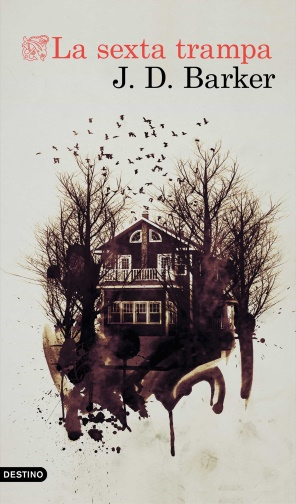 La sexta trampa
J. D. Barker
DESTINO